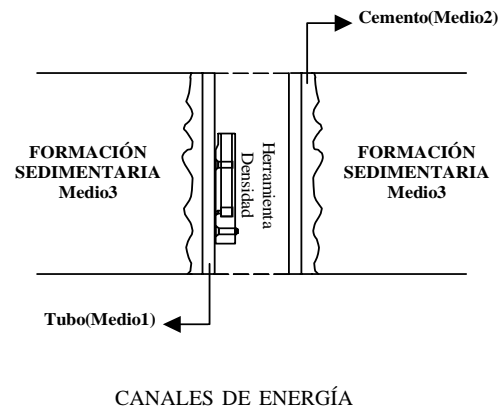 Cemento(Medio2)
FORMACIÓN
SEDIMENTARIA
Medio3
Herramienta
Densidad
FORMACIÓN
SEDIMENTARIA
Medio3
Tubo(Medio1)
CANALES DE ENERGÍA